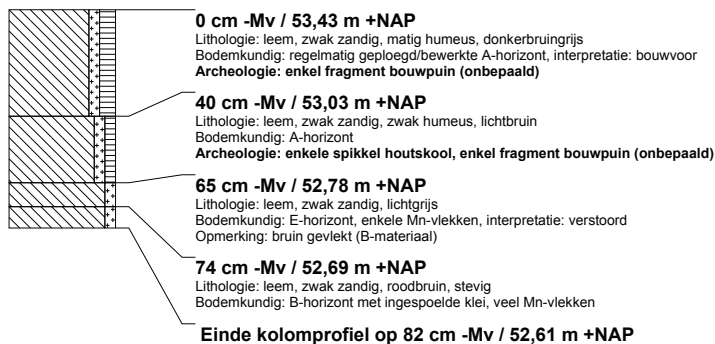 0 cm -Mv / 53,43 m +NAP
Lithologie: leem, zwak zandig, matig humeus, donkerbruingrijs
Bodemkundig: regelmatig geploegd/bewerkte A-horizont, interpretatie: bouwvoor
Archeologie: enkel fragment bouwpuin (onbepaald)
40 cm -Mv / 53,03 m +NAP
Lithologie: leem, zwak zandig, zwak humeus, lichtbruin
Bodemkundig: A-horizont
Archeologie: enkele spikkel houtskool, enkel fragment bouwpuin (onbepaald)
65 cm -Mv / 52,78 m +NAP
Lithologie: leem, zwak zandig, lichtgrijs
Bodemkundig: E-horizont, enkele Mn-vlekken, interpretatie: verstoord
Opmerking: bruin gevlekt (B-materiaal)
74 cm -Mv / 52,69 m +NAP
Lithologie: leem, zwak zandig, roodbruin, stevig
Bodemkundig: B-horizont met ingespoelde klei, veel Mn-vlekken
Einde kolomprofiel op 82 cm -Mv / 52,61 m +NAP